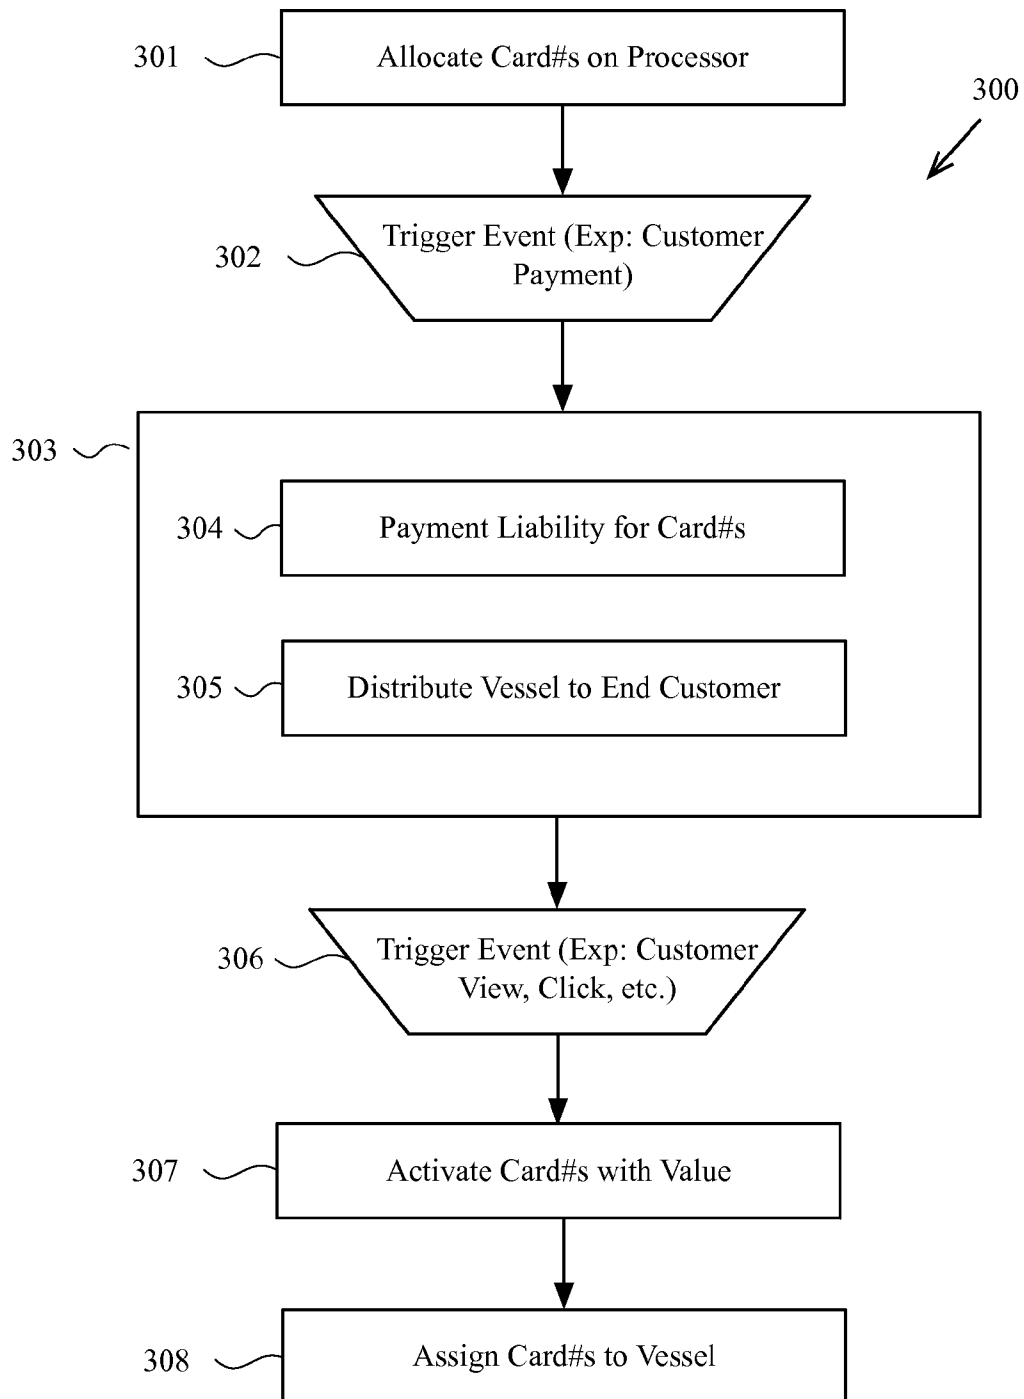 301
Allocate Card#s on Processor
300
302
Trigger Event (Exp: Customer
Payment)
303
304
Payment Liability for Card#s
305
Distribute Vessel to End Customer
306
Trigger Event (Exp: Customer
View, Click, etc.)
307
Activate Card#s with Value
308
Assign Card#s to Vessel